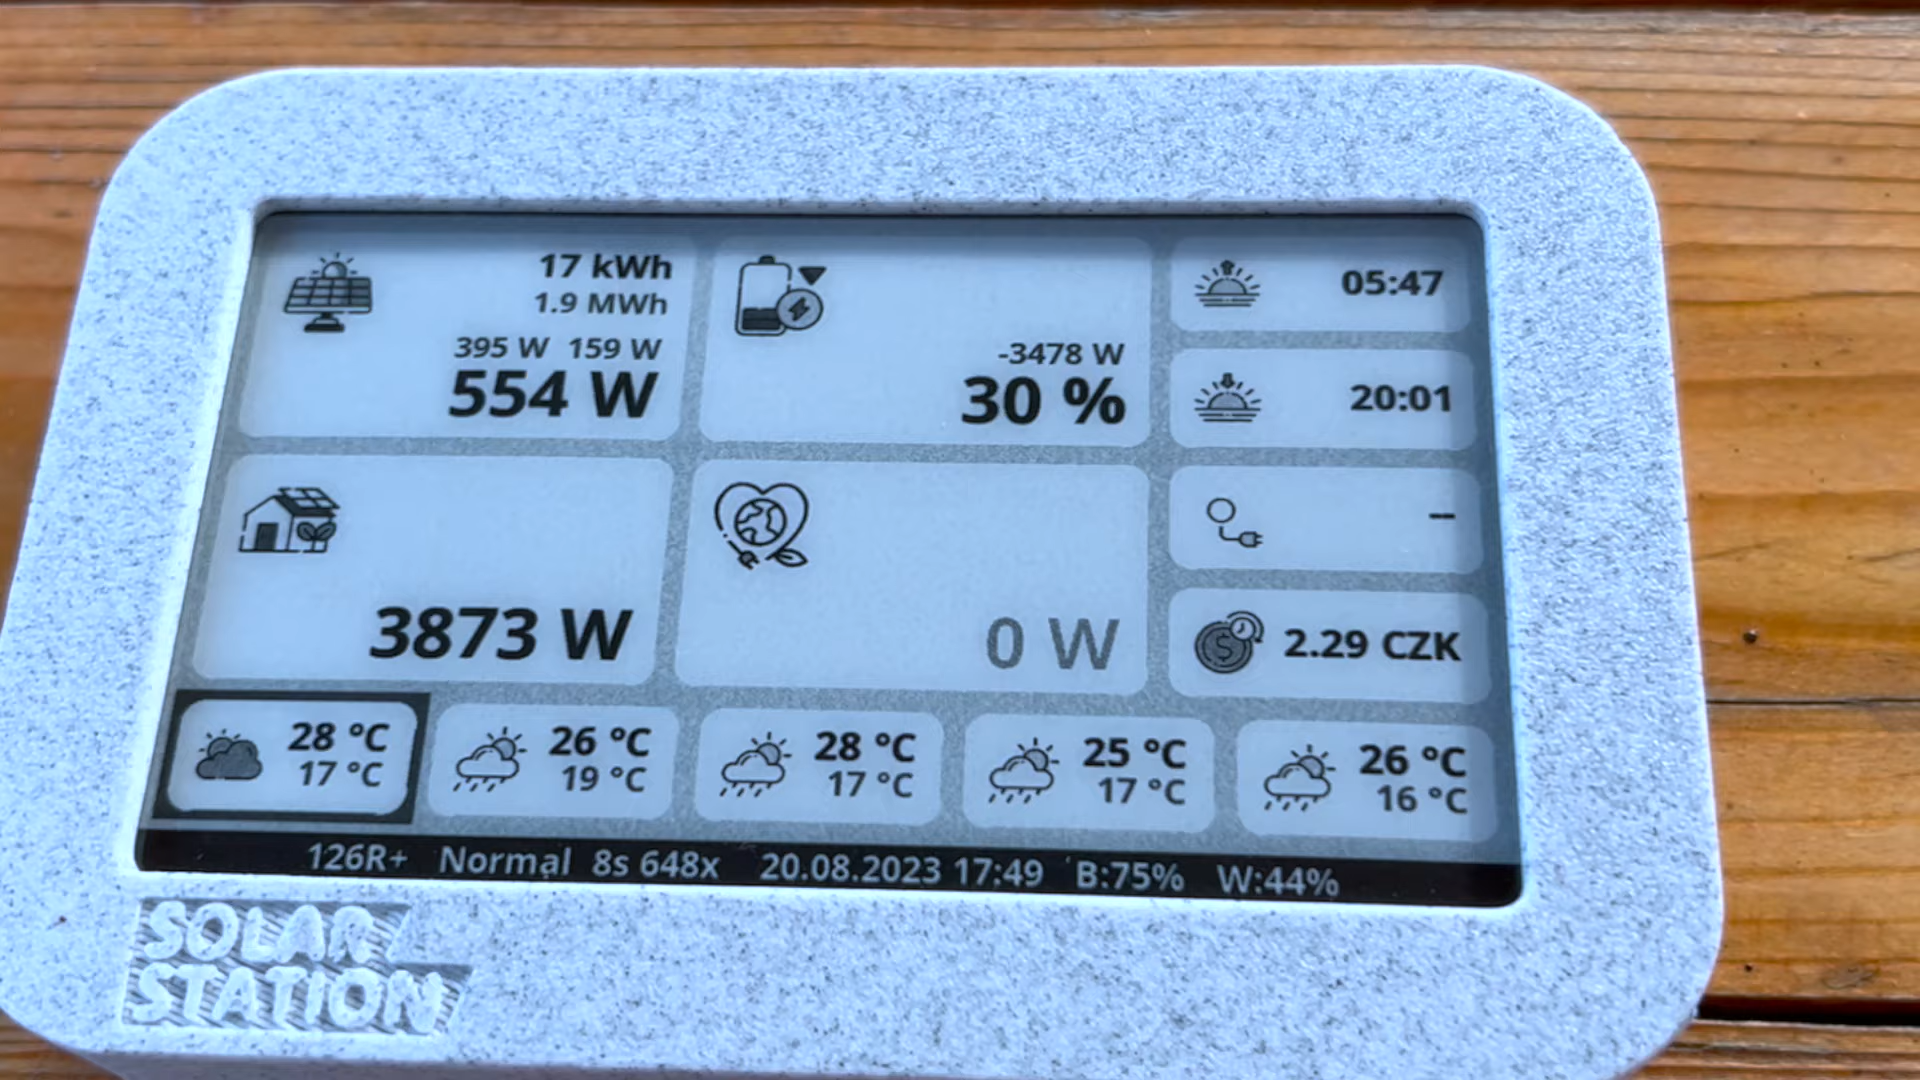 17 kWh
1.9 MWh
395 W 159 W
554 W
-3478 W
30 %
05:47
20:01
3873 W
0 W
–
$
2.29 CZK
28 °C
17 °C
26 °C
19 °C
28 °C
17 °C
25 °C
17 °C
26 °C
16 °C
126R+ Normal 8s 648x 20.08.2023 17:49 B:75% W:44%
SOLAR
STATION